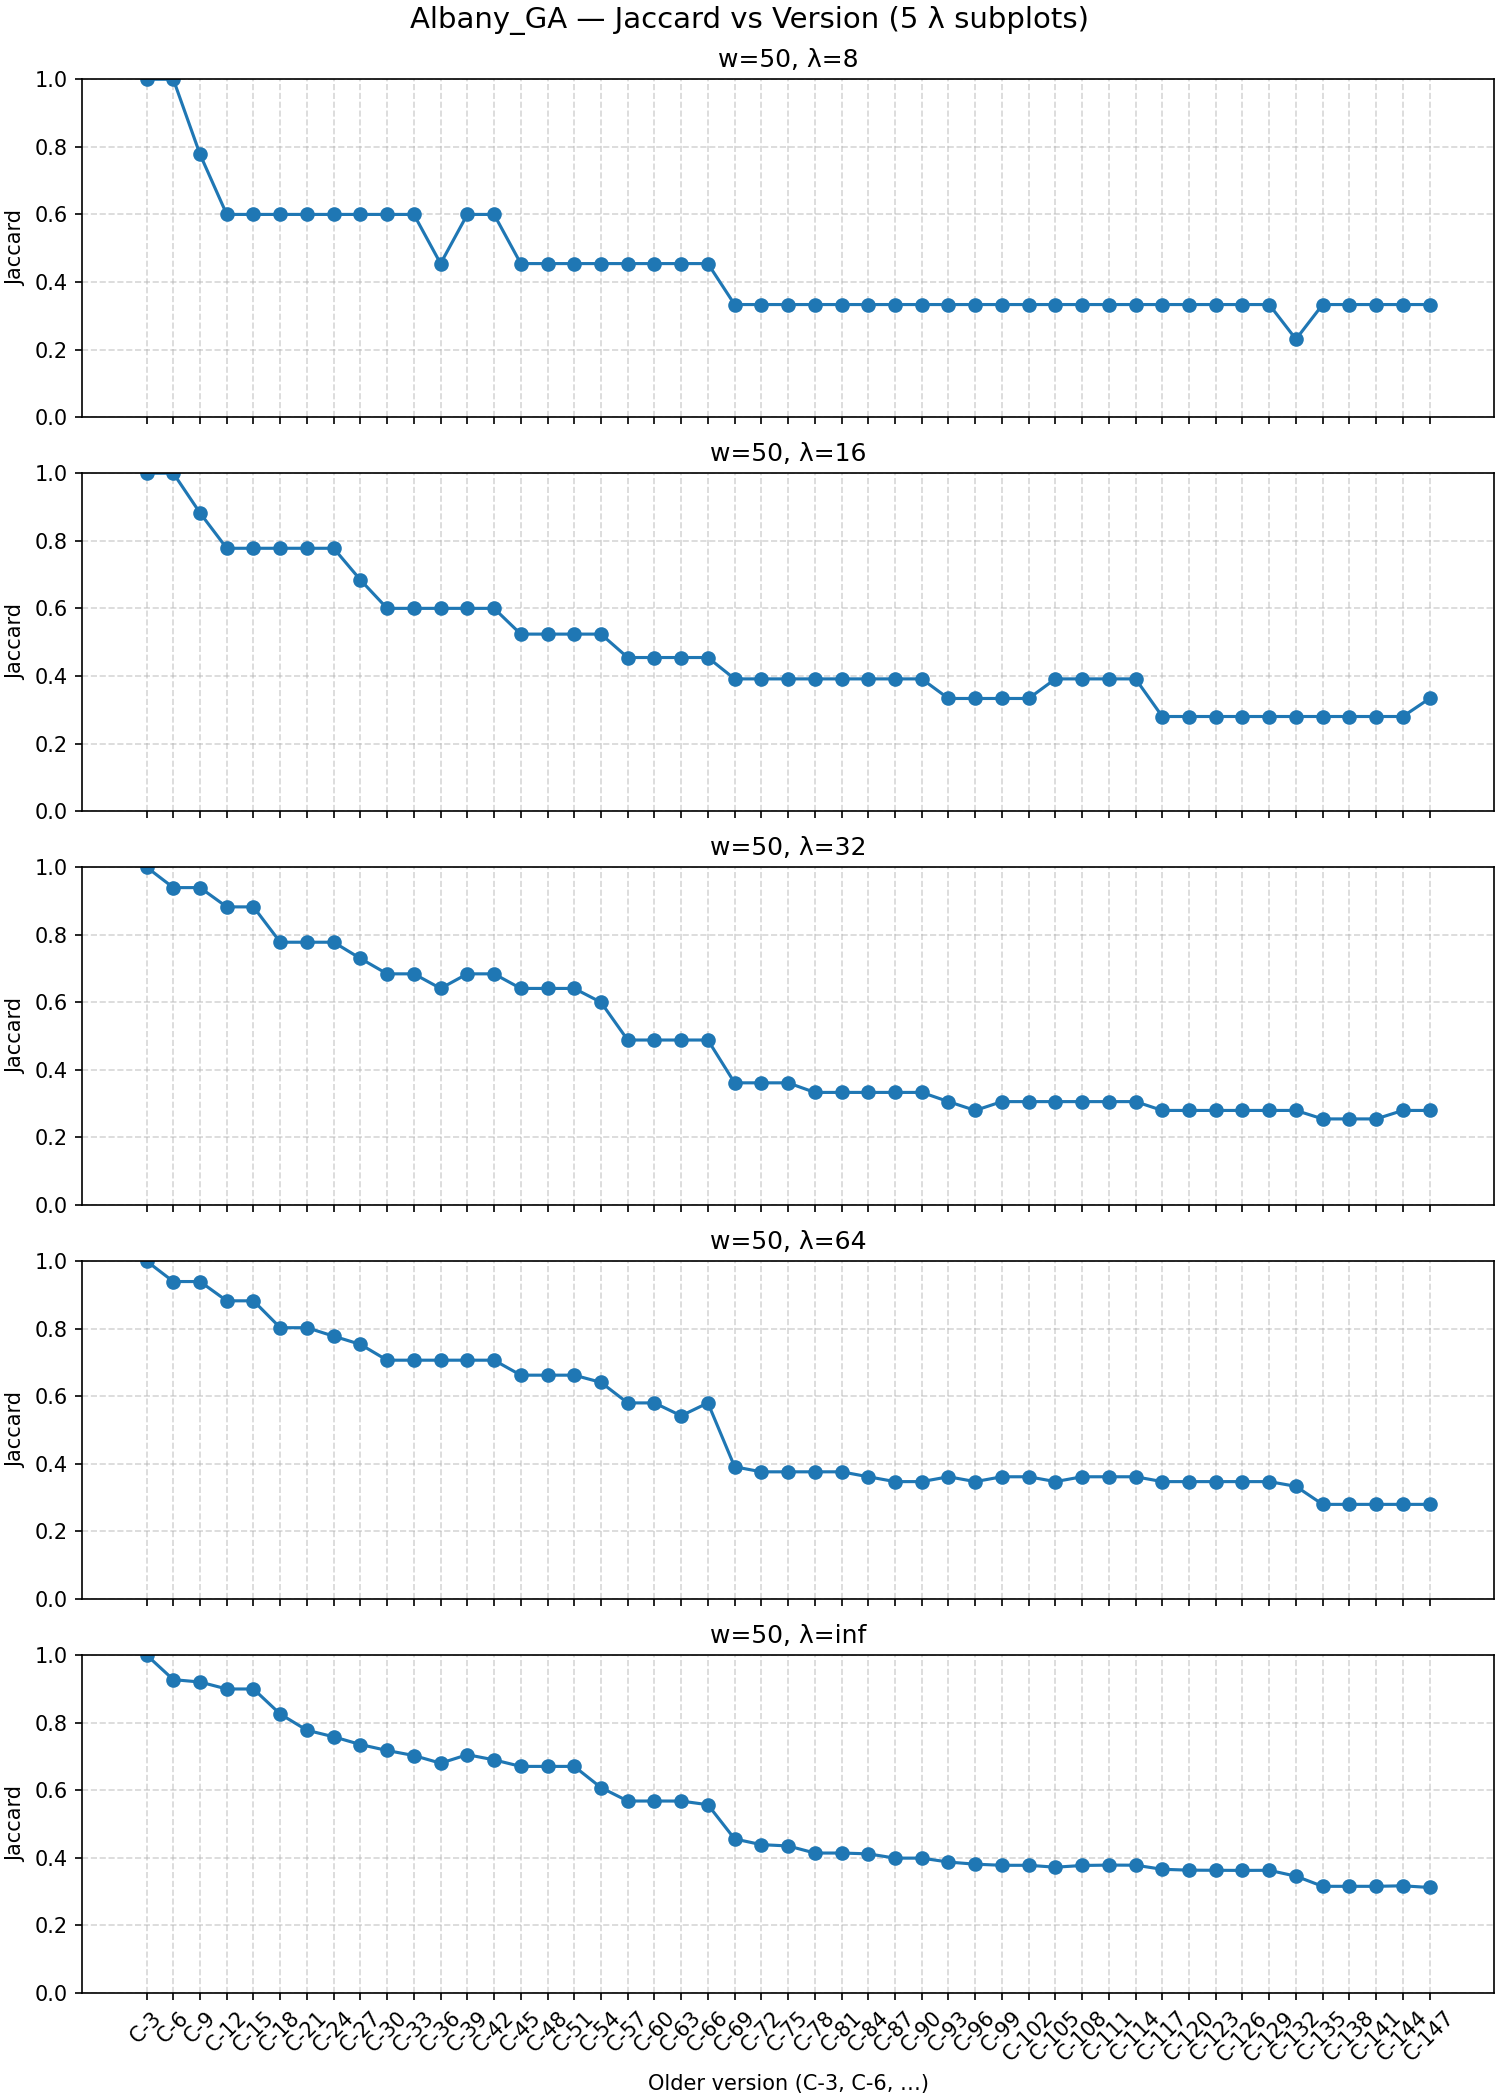 Albany_GA — Jaccard vs Version (5 λ subplots)
w=50, λ=8
1.0
0.8
0.6
0.4
0.2
0.0
Jaccard
w=50, λ=16
1.0
0.8
0.6
0.4
0.2
0.0
Jaccard
w=50, λ=32
1.0
0.8
0.6
0.4
0.2
0.0
Jaccard
w=50, λ=64
1.0
0.8
0.6
0.4
0.2
0.0
Jaccard
w=50, λ=inf
1.0
0.8
0.6
0.4
0.2
0.0
Jaccard
C-3
C-6
C-9
C-12
C-15
C-18
C-21
C-24
C-27
C-30
C-33
C-36
C-39
C-42
C-45
C-48
C-51
C-54
C-57
C-60
C-63
C-66
C-69
C-72
C-75
C-78
C-81
C-84
C-87
C-90
C-93
C-96
C-99
C-102
C-105
C-108
C-111
C-114
C-117
C-120
C-123
C-126
C-129
C-132
C-135
C-138
C-141
C-144
C-147
Older version (C-3, C-6, ...)